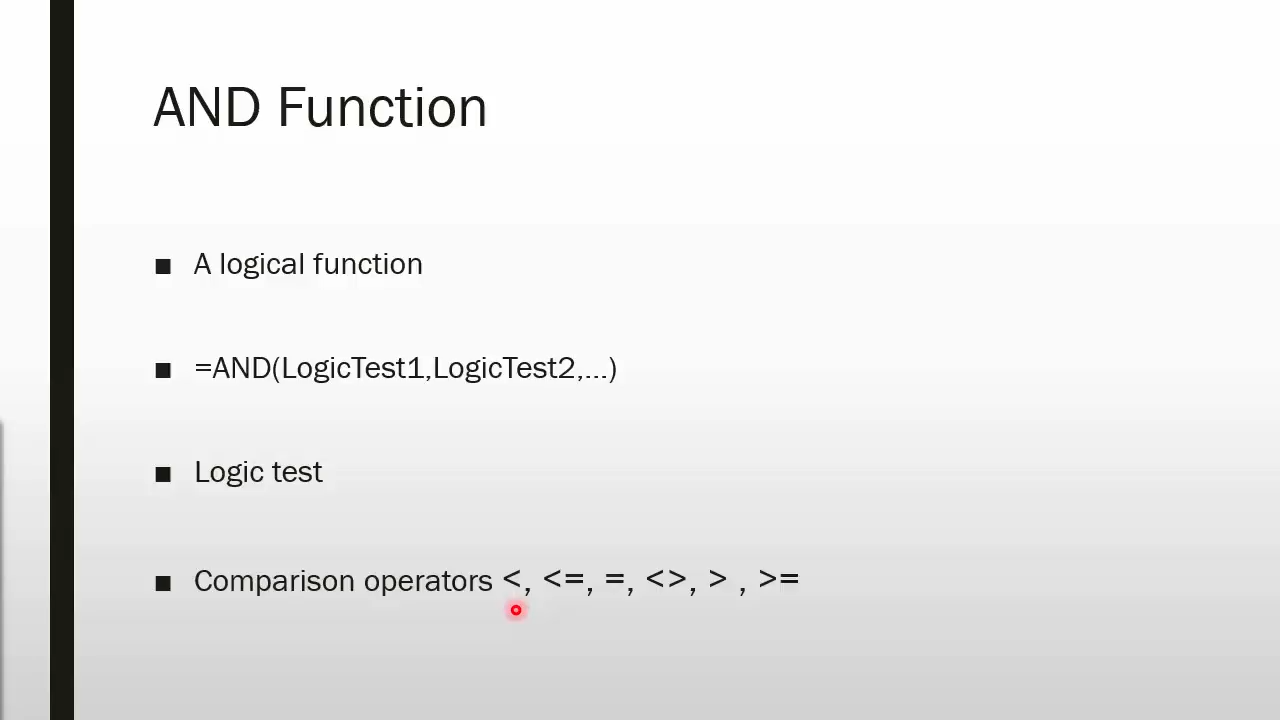 AND Function
■ A logical function
■ =AND(LogicTest1,LogicTest2,...)
■ Logic test
■ Comparison operators <, <=, =, <>, > , >=